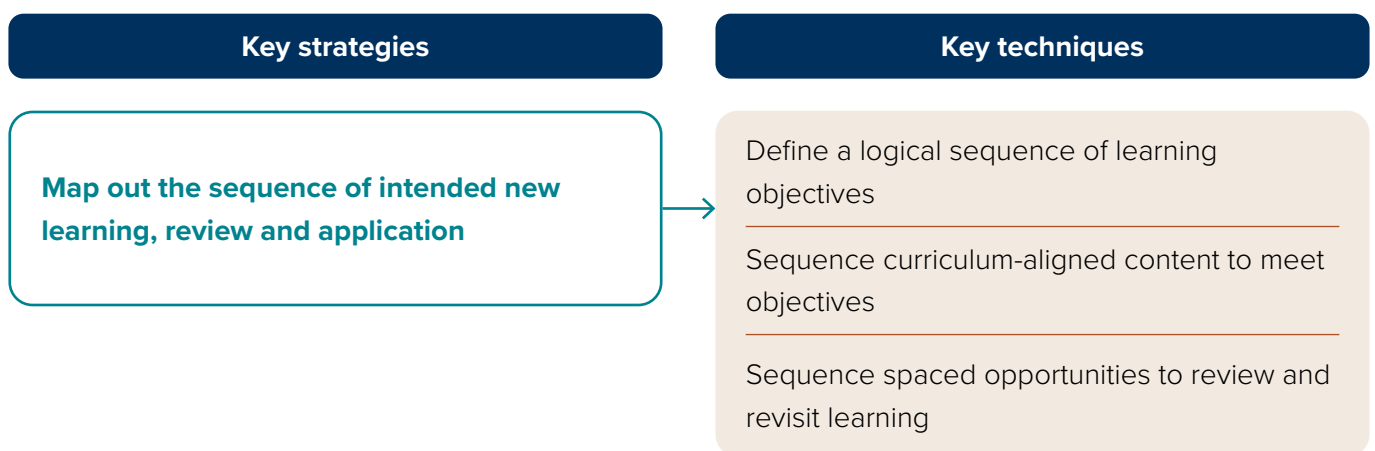 Key strategies
Key techniques
Map out the sequence of intended new
learning, review and application
Define a logical sequence of learning
objectives
Sequence curriculum-aligned content to meet
objectives
Sequence spaced opportunities to review and
revisit learning